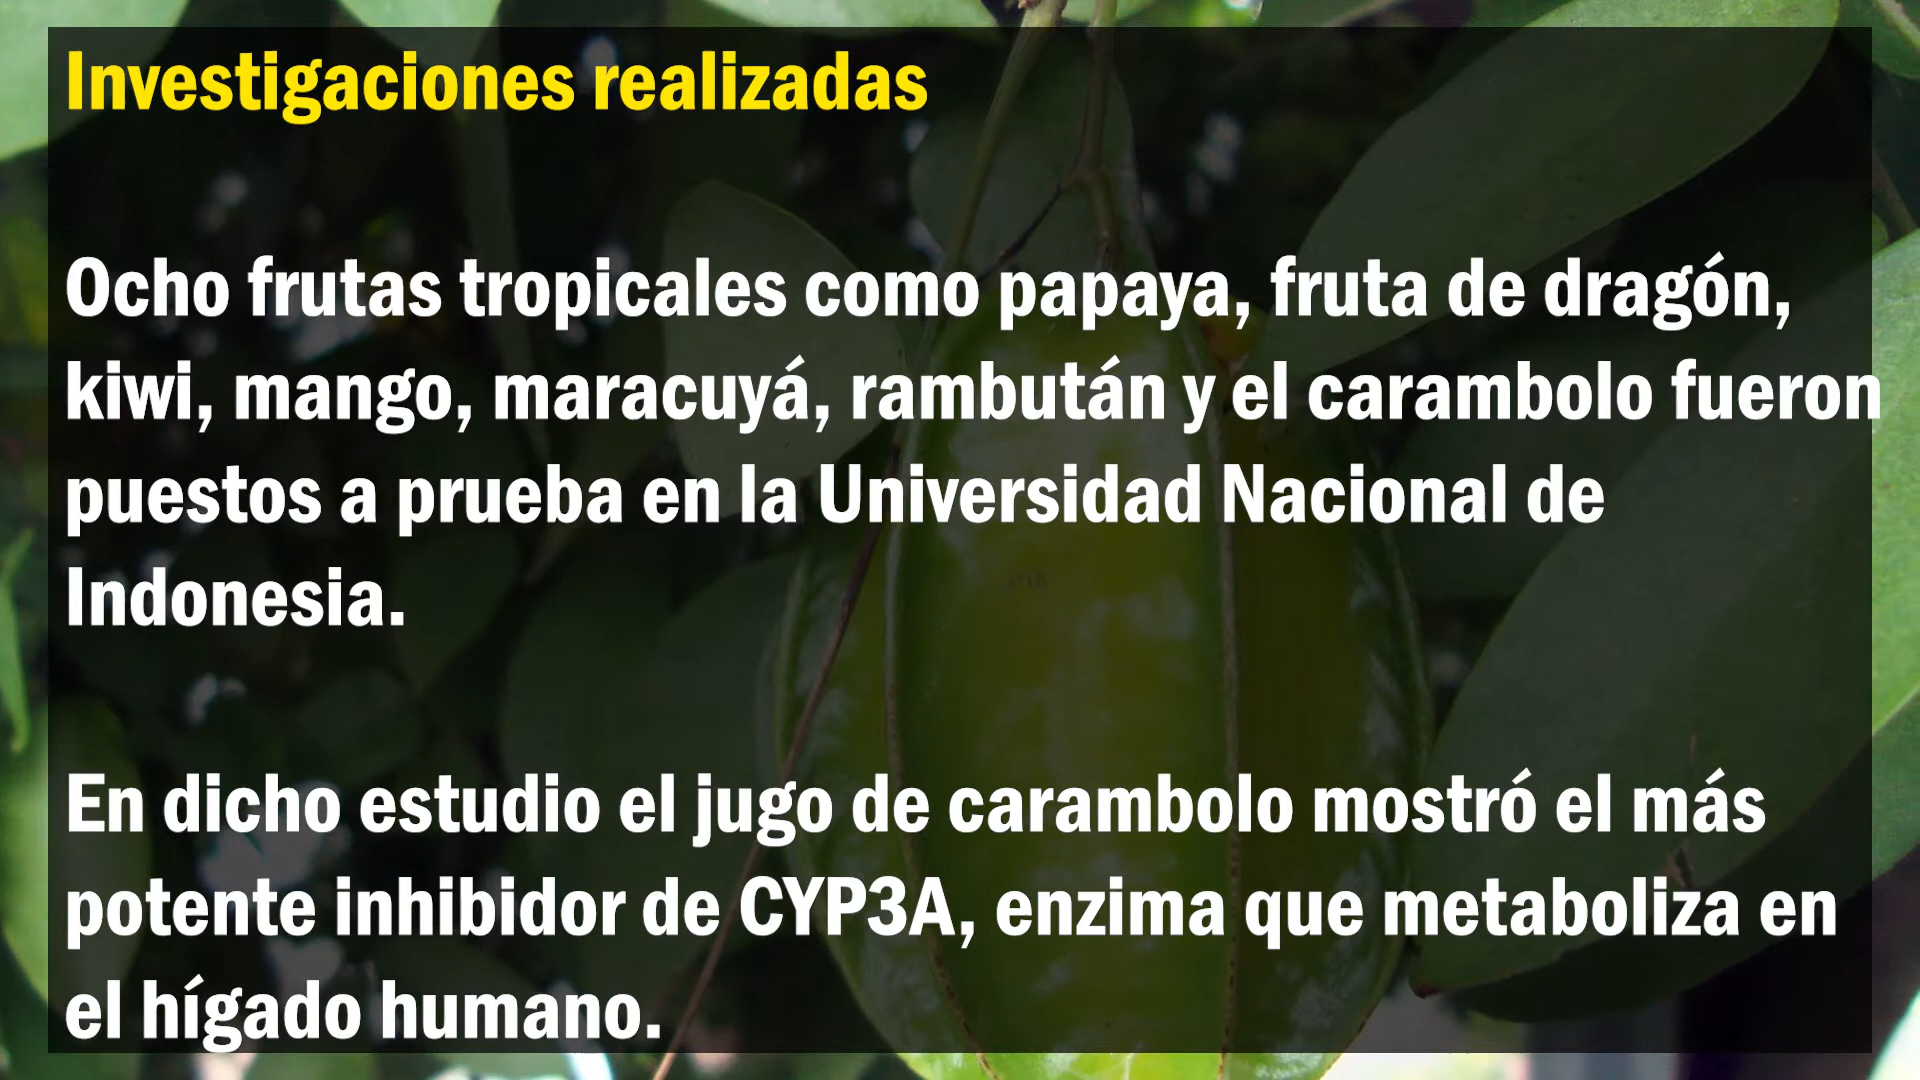 Investigaciones realizadas
Ocho frutas tropicales como papaya, fruta de dragón,
kiwi, mango, maracuyá, rambután y el carambolo fueron
puestos a prueba en la Universidad Nacional de
Indonesia.
En dicho estudio el jugo de carambolo mostró el más
potente inhibidor de CYP3A, enzima que metaboliza en
el hígado humano.